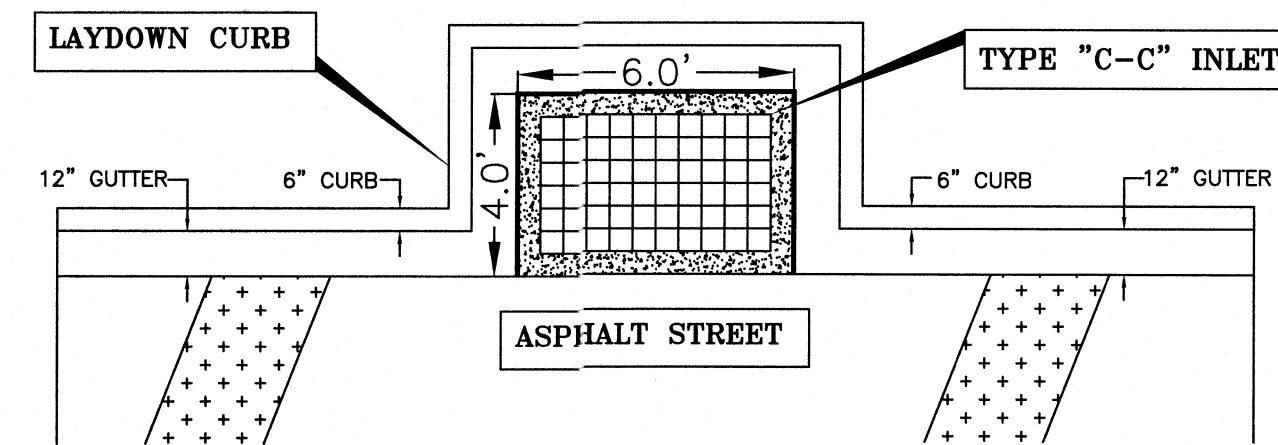 LAYDOWN CURB
TYPE "C-C" INLET
6.0'
4.0'
12" GUTTER
6" CURB
6" CURB
12" GUTTER
ASPHALT STREET